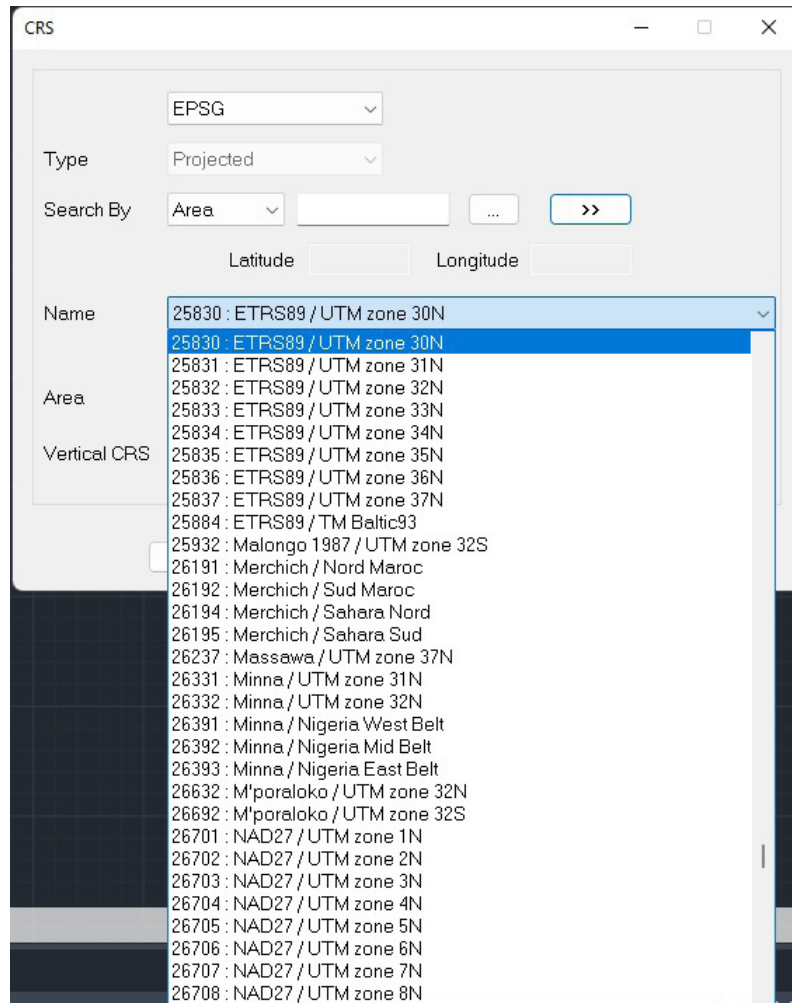 CRS
EPSG
Type Projected
Search By Area ... >>
Latitude Longitude
Name 25830 : ETRS89 / UTM zone 30N
25830 : ETRS89 / UTM zone 30N
25831 : ETRS89 / UTM zone 31N
25832 : ETRS89 / UTM zone 32N
25833 : ETRS89 / UTM zone 33N
25834 : ETRS89 / UTM zone 34N
25835 : ETRS89 / UTM zone 35N
25836 : ETRS89 / UTM zone 36N
25837 : ETRS89 / UTM zone 37N
25884 : ETRS89 / TM Baltic93
25932 : Malongo 1987 / UTM zone 32S
26191 : Merchich / Nord Maroc
26192 : Merchich / Sud Maroc
26194 : Merchich / Sahara Nord
26195 : Merchich / Sahara Sud
26237 : Massawa / UTM zone 37N
26331 : Minna / UTM zone 31N
26332 : Minna / UTM zone 32N
26391 : Minna / Nigeria West Belt
26392 : Minna / Nigeria Mid Belt
26393 : Minna / Nigeria East Belt
26632 : M'poraloko / UTM zone 32N
26692 : M'poraloko / UTM zone 32S
26701 : NAD27 / UTM zone 1N
26702 : NAD27 / UTM zone 2N
26703 : NAD27 / UTM zone 3N
26704 : NAD27 / UTM zone 4N
26705 : NAD27 / UTM zone 5N
26706 : NAD27 / UTM zone 6N
26707 : NAD27 / UTM zone 7N
26708 : NAD27 / UTM zone 8N
Area
Vertical CRS